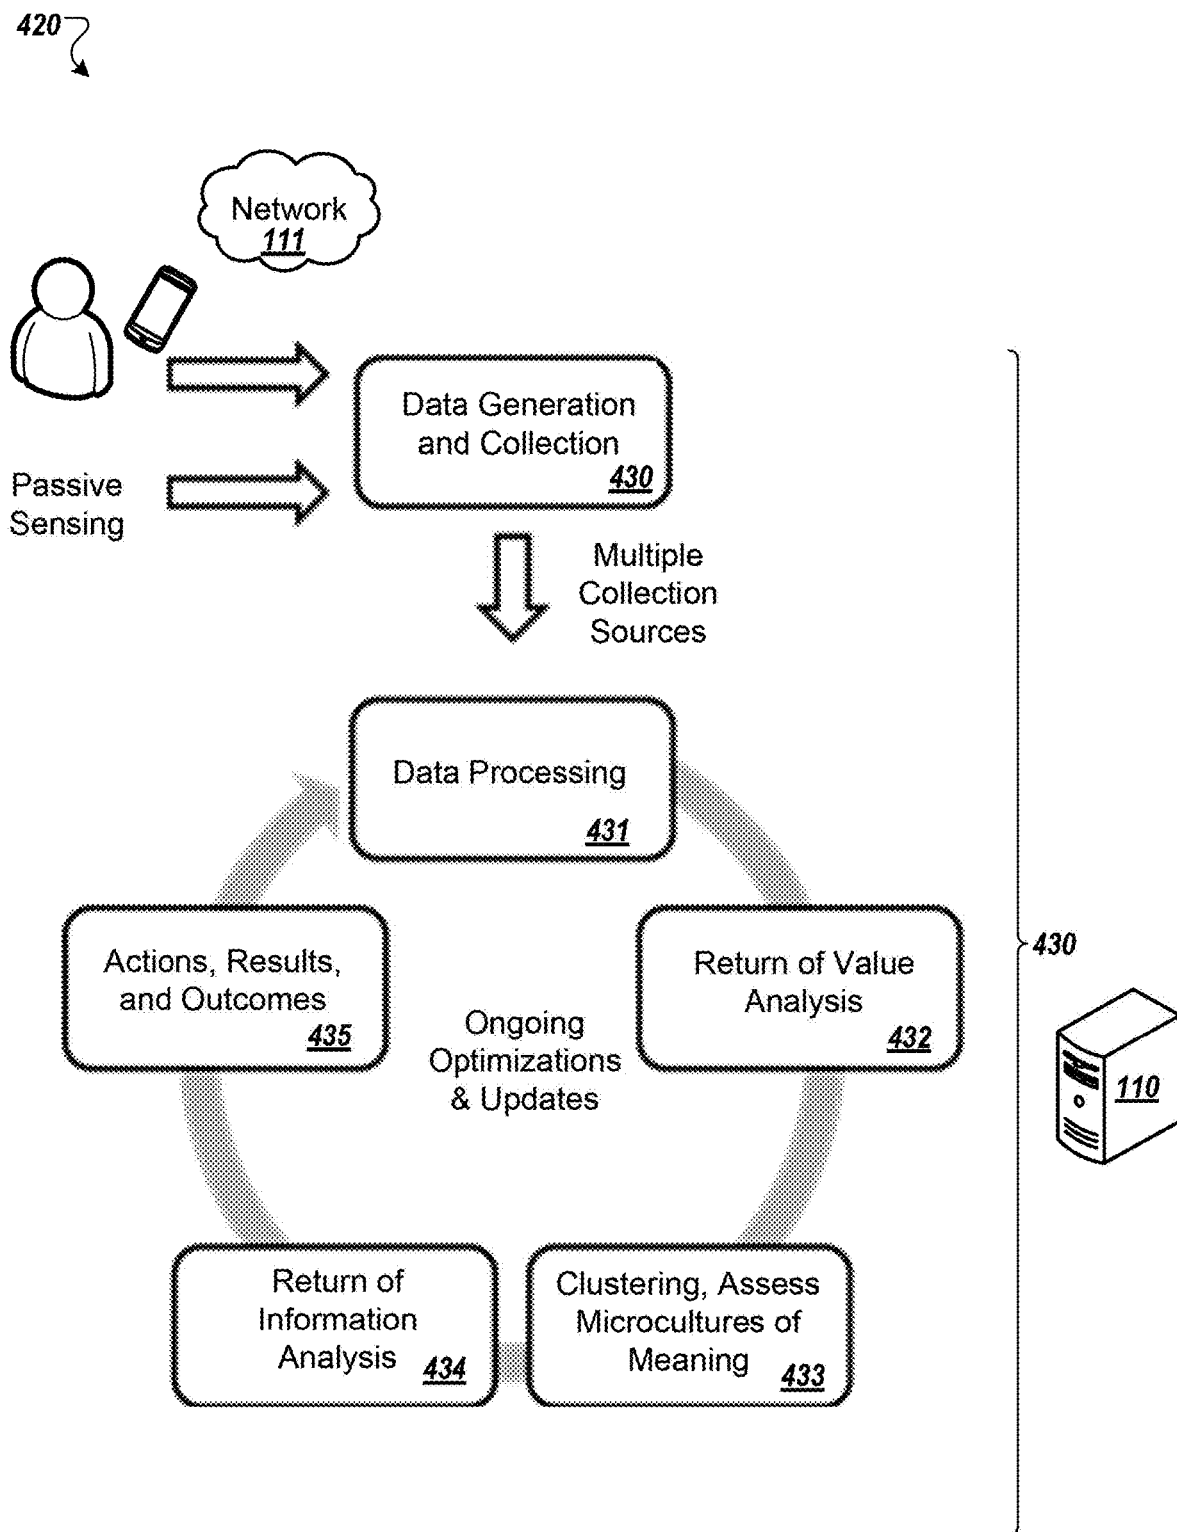 420
Network
111
Data Generation
and Collection
430
Passive
Sensing
Multiple
Collection
Sources
Data Processing
431
Actions, Results,
and Outcomes
435
Return of Value
Analysis
432
430
Ongoing
Optimizations
& Updates
110
Return of
Information
Analysis
434
Clustering, Assess
Microcultures of
Meaning
433